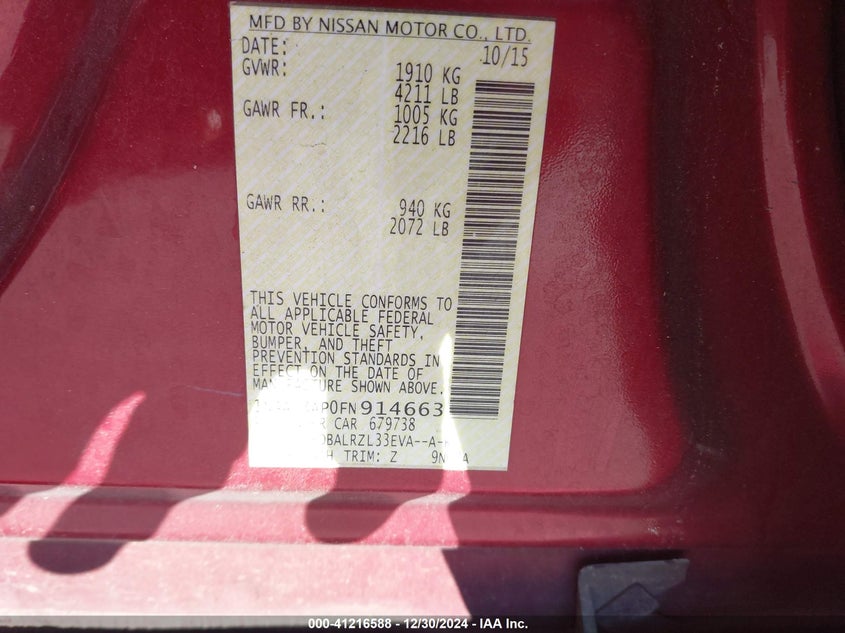 MFD BY NISSAN MOTOR CO., LTD.
DATE: 10/15
GVWR: 1910 KG
4211 LB
GAWR FR.: 1005 KG
2216 LB
GAWR RR.: 940 KG
2072 LB
THIS VEHICLE CONFORMS TO
ALL APPLICABLE FEDERAL
MOTOR VEHICLE SAFETY,
BUMPER, AND THEFT
PREVENTION STANDARDS IN
EFFECT ON THE DATE OF
MANUFACTURE SHOWN ABOVE.
AP0FN914663
CAR 679738
BALRZL33EVA--A-
TRIM: Z
000-41216588 - 12/30/2024 - IAA Inc.